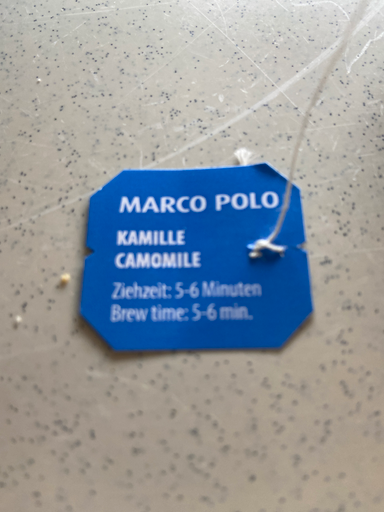 MARCO POLO
KAMILLE
CAMOMILE
Ziehzeit: 5-6 Minuten
Brew time: 5-6 min.